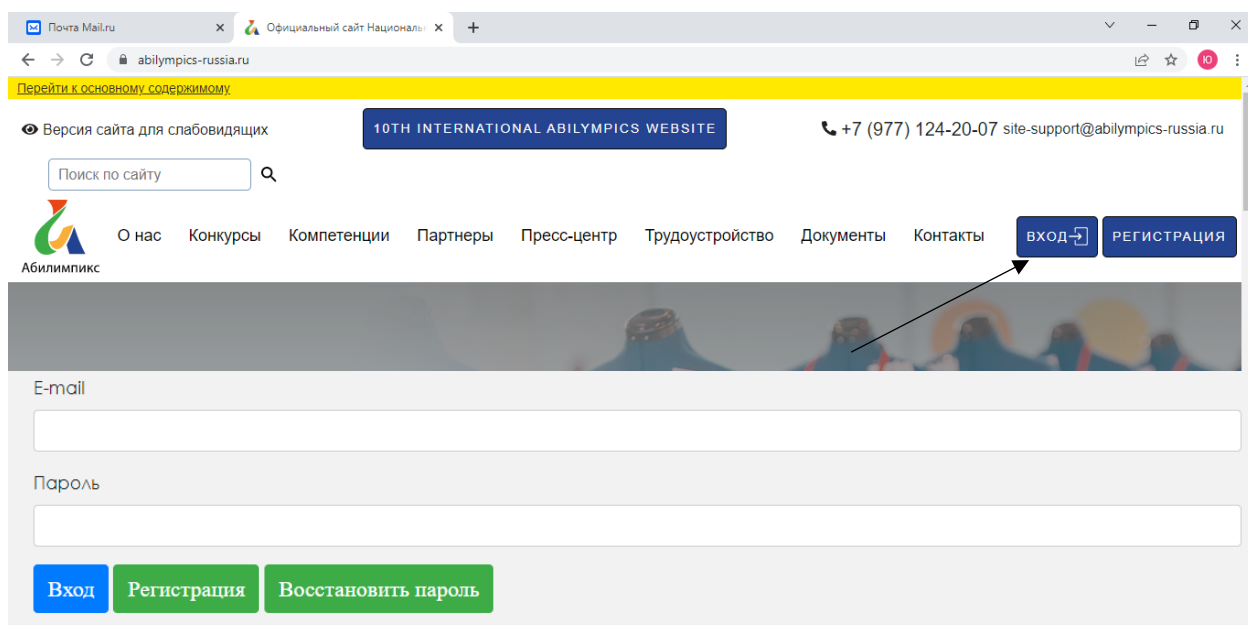 Почта Mail.ru
Официальный сайт Националь
abilympics-russia.ru
Ю
Перейти к основному содержимому
Версия сайта для слабовидящих
10TH INTERNATIONAL ABILYMPICS WEBSITE
+7 (977) 124-20-07 site-support@abilympics-russia.ru
Поиск по сайту
О нас Конкурсы Компетенции Партнеры Пресс-центр Трудоустройство Документы Контакты ВХОД РЕГИСТРАЦИЯ
Абилимпикс
E-mail
Пароль
Вход Регистрация Восстановить пароль